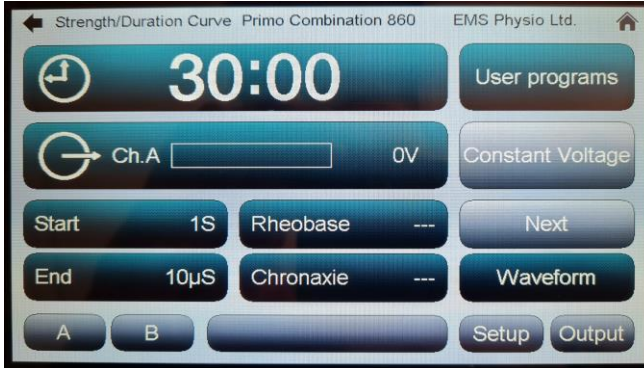 Strength/Duration Curve Primo Combination 860 EMS Physio Ltd.
30:00 User programs
Ch.A 0V Constant Voltage
Start 1S Rheobase --- Next
End 10µS Chronaxie --- Waveform
A B Setup Output